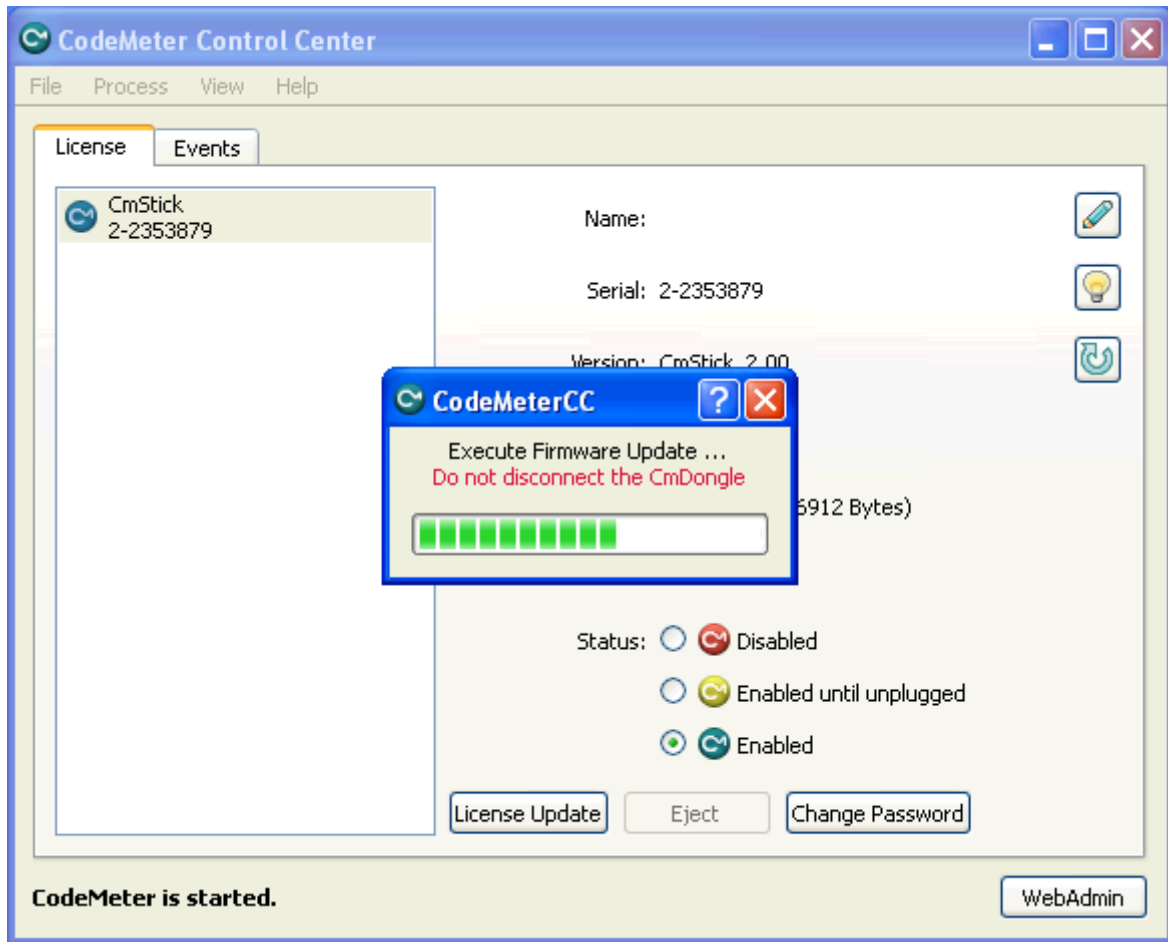 CodeMeter Control Center
File Process View Help
License Events
CmStick
2-2353879
Name:
Serial: 2-2353879
Version: CmStick 2.00
CodeMeterCC
Execute Firmware Update ...
Do not disconnect the CmDongle
6912 Bytes)
Status: Disabled
Enabled until unplugged
Enabled
License Update Eject Change Password
CodeMeter is started. WebAdmin